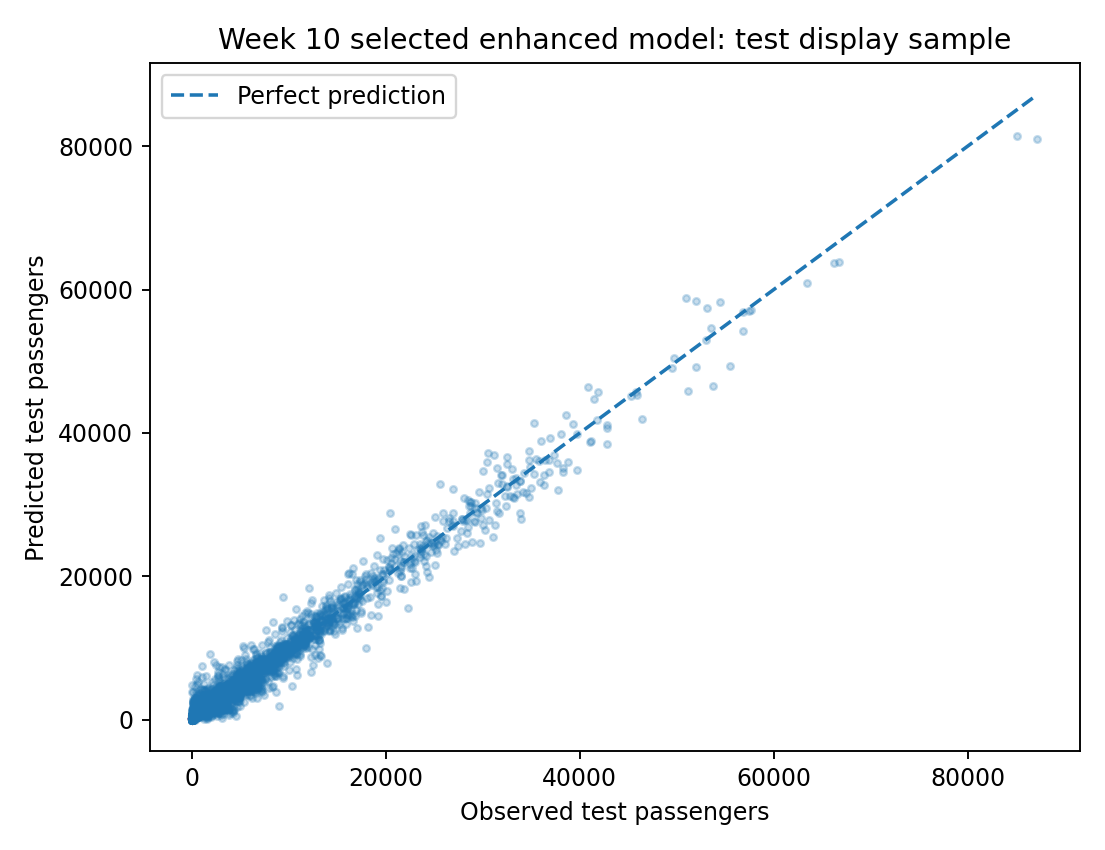 Week 10 selected enhanced model: test display sample
Perfect prediction
80000
60000
40000
20000
0
Predicted test passengers
0 20000 40000 60000 80000
Observed test passengers